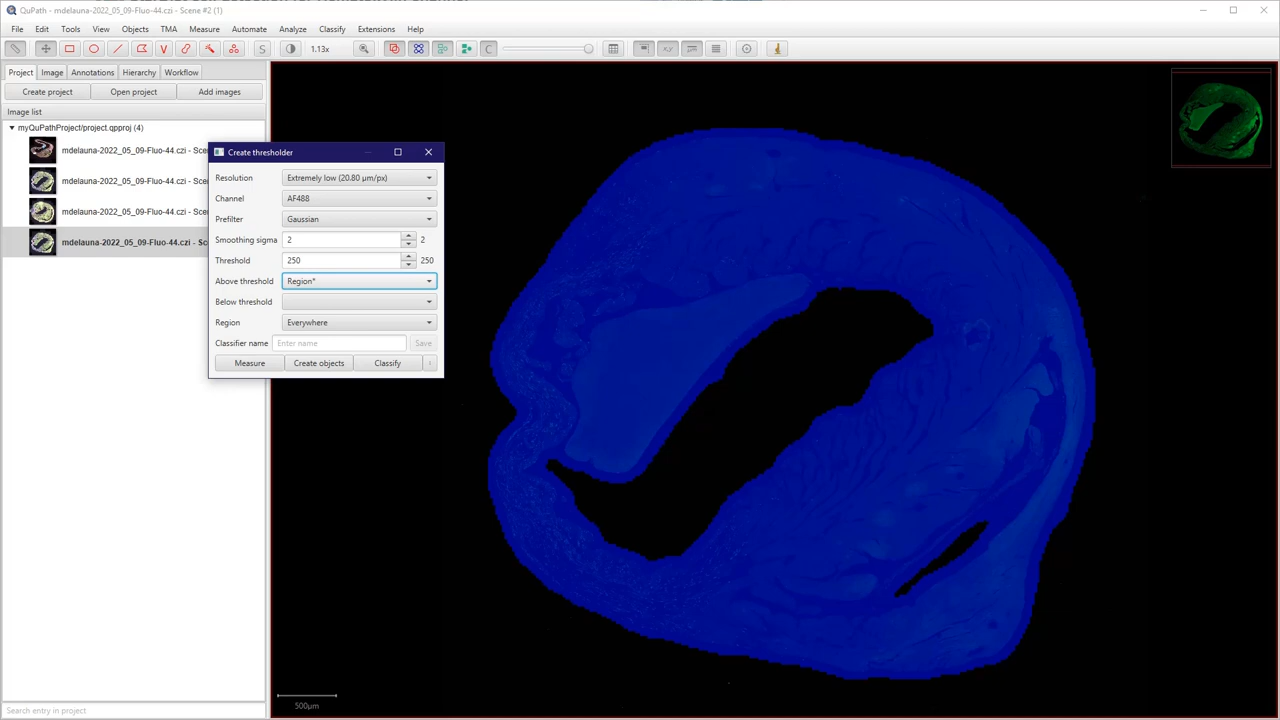 QuPath - mdelauna-2022_05_09-Fluo-44.czi - Scene #2 (Project)
File Edit Tools View Objects TMA Measure Automate Analyze Classify Extensions Help
V S 1.13x C
Project Image Annotations Hierarchy Workflow
Create project Open project Add images
Image list
myQuPathProject/project.qpproj (4)
mdelauna-2022_05_09-Fluo-44.czi - Sce
mdelauna-2022_05_09-Fluo-44.czi - Sce
mdelauna-2022_05_09-Fluo-44.czi - Sce
mdelauna-2022_05_09-Fluo-44.czi - Sc
Create thresholder
Resolution Extremely low (20.80 µm/px)
Channel AF488
Prefilter Gaussian
Smoothing sigma 2 2
Threshold 250 250
Above threshold Region*
Below threshold
Region Everywhere
Classifier name Enter name Save
Measure Create objects Classify
500µm
Search entry in project